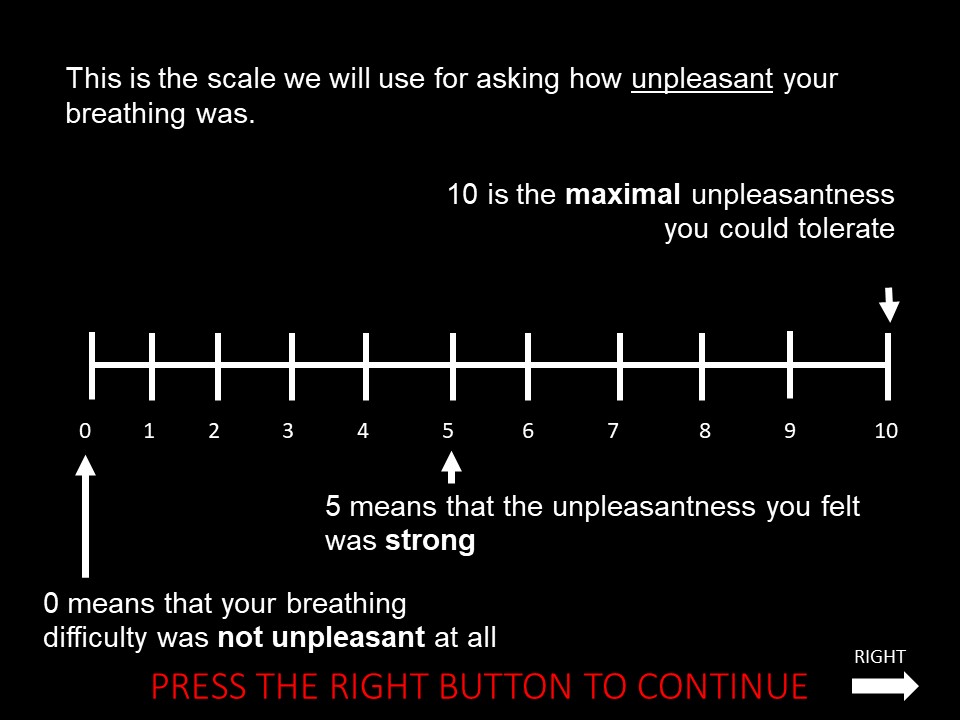 This is the scale we will use for asking how unpleasant your
breathing was.
10 is the maximal unpleasantness
you could tolerate
0 1 2 3 4 5 6 7 8 9 10
5 means that the unpleasantness you felt
was strong
0 means that your breathing
difficulty was not unpleasant at all
RIGHT
PRESS THE RIGHT BUTTON TO CONTINUE